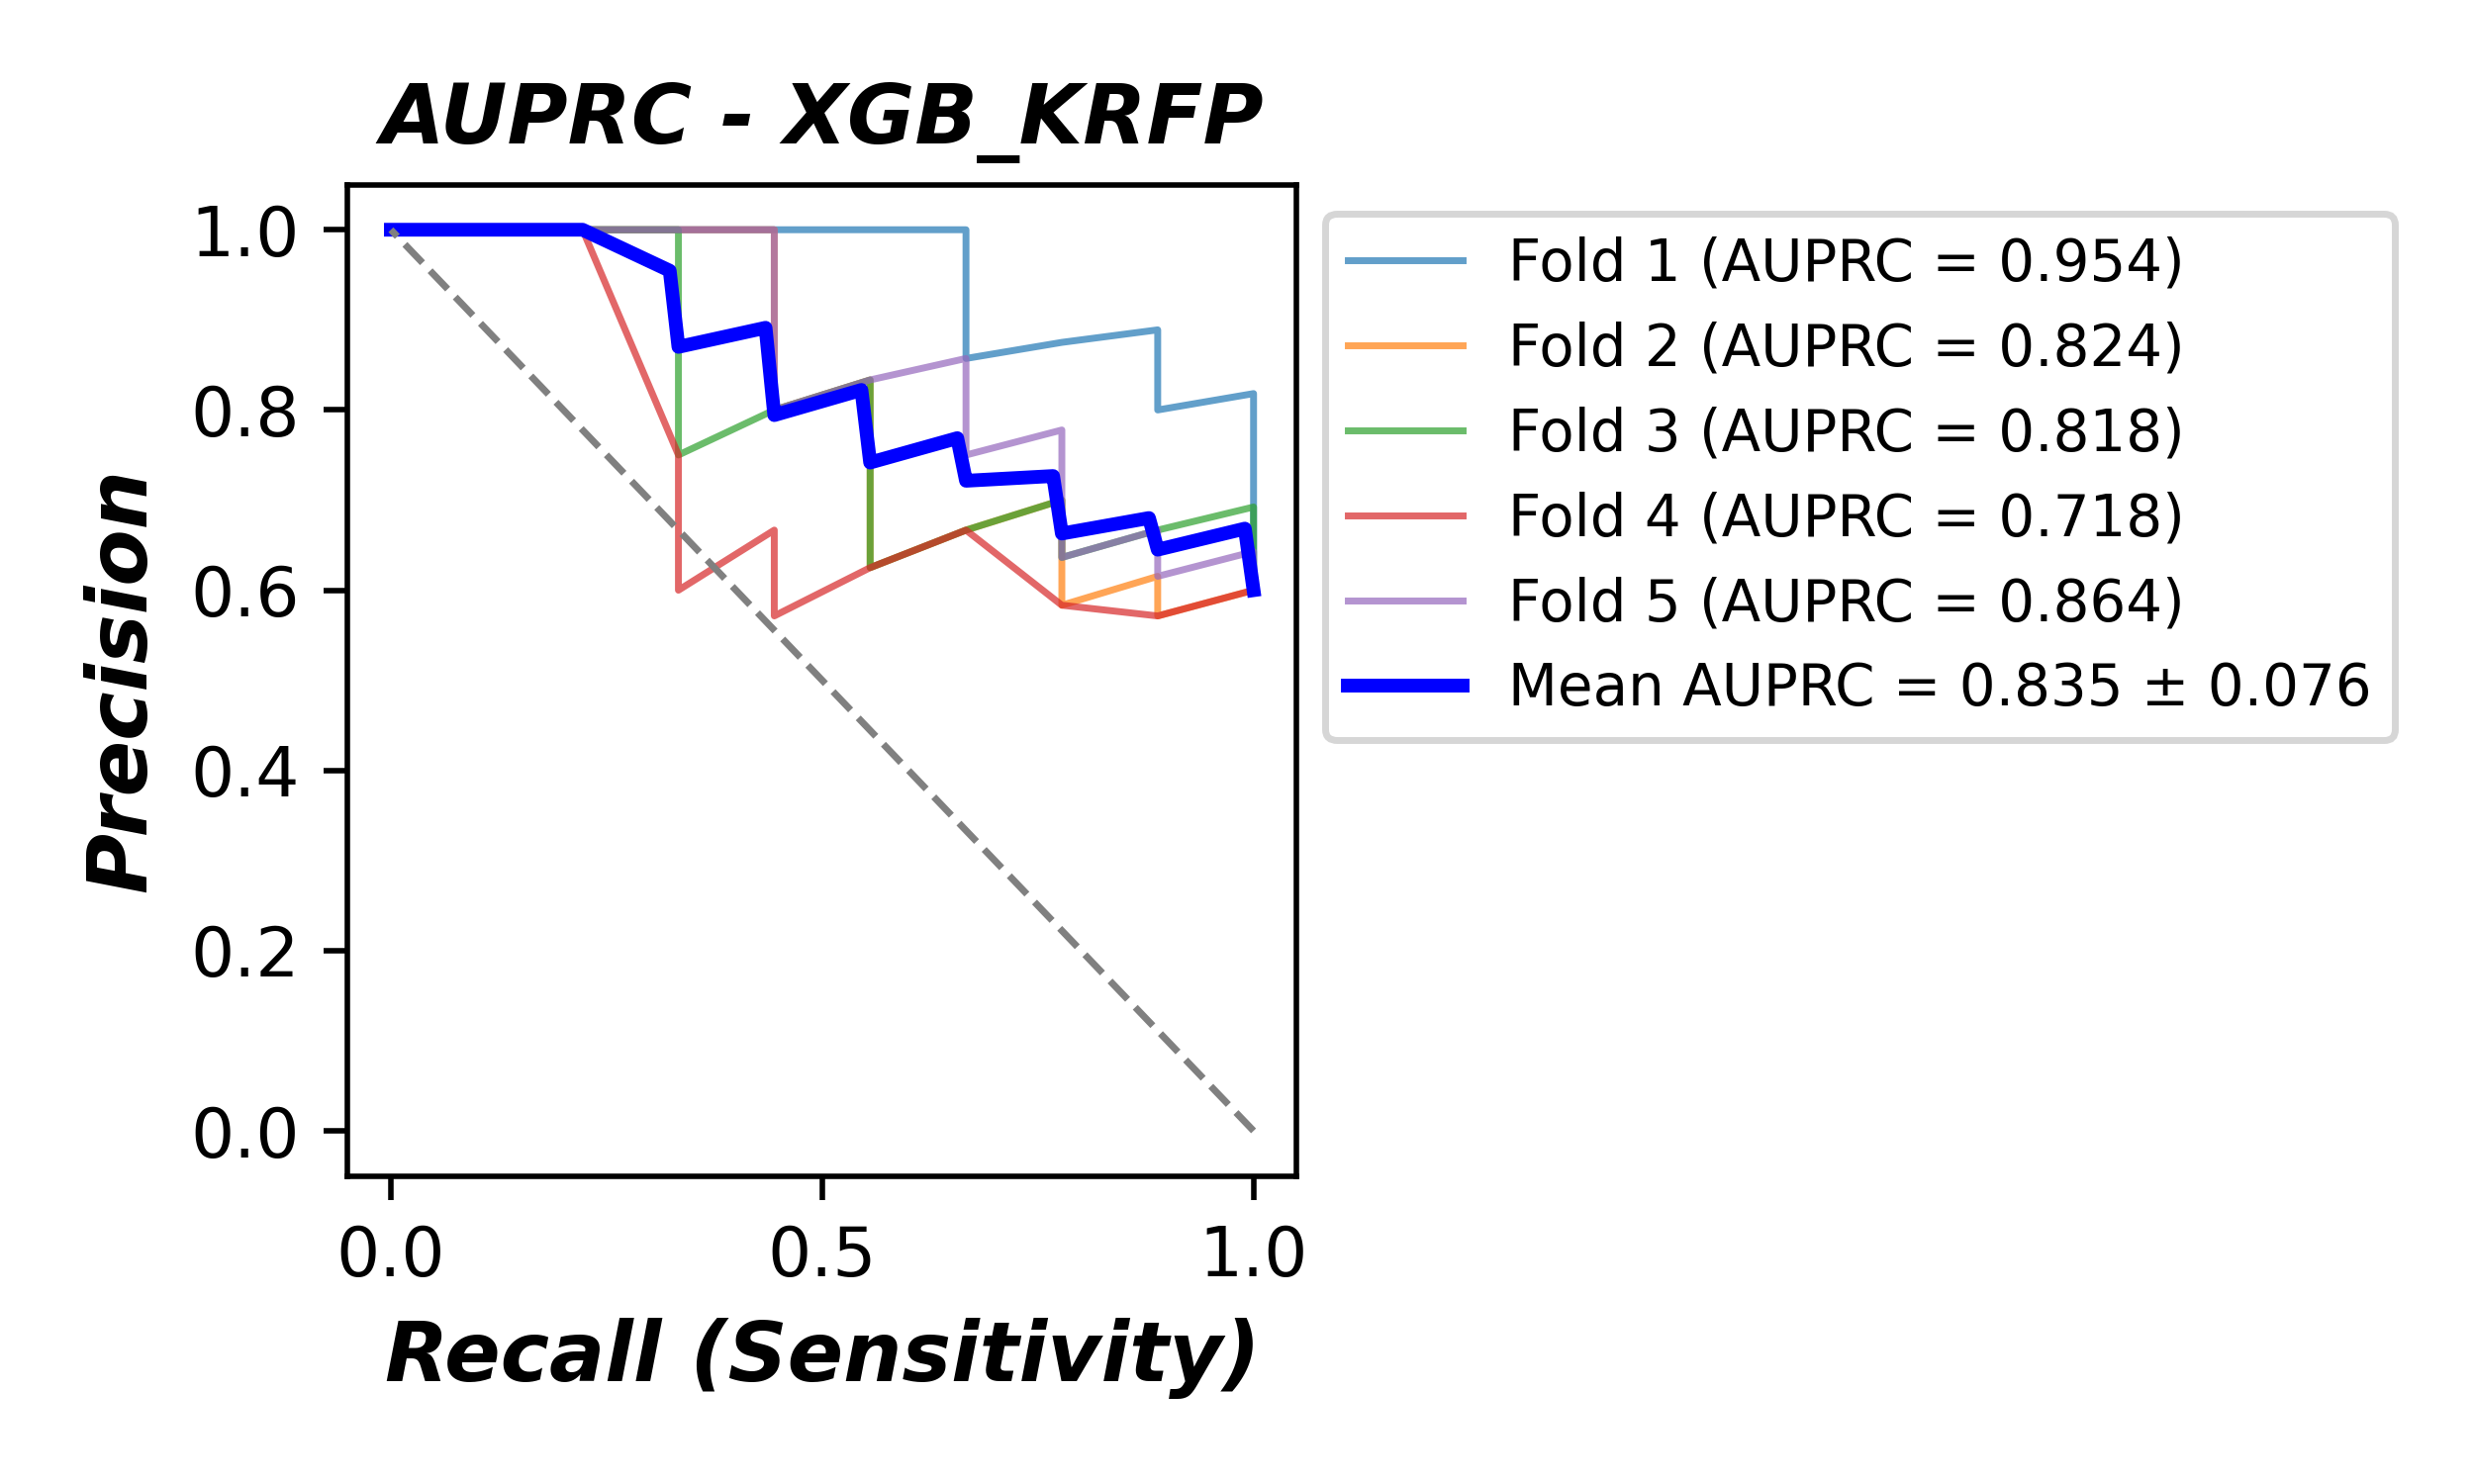 AUPRC - XGB_KRFP
Precision
1.0
0.8
0.6
0.4
0.2
0.0
0.0 0.5 1.0
Recall (Sensitivity)
Fold 1 (AUPRC = 0.954)
Fold 2 (AUPRC = 0.824)
Fold 3 (AUPRC = 0.818)
Fold 4 (AUPRC = 0.718)
Fold 5 (AUPRC = 0.864)
Mean AUPRC = 0.835 ± 0.076